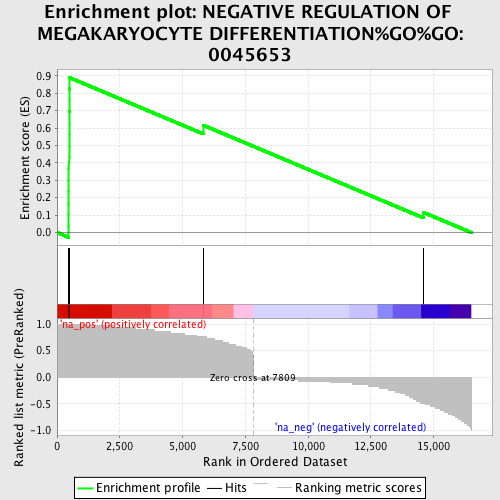 Enrichment plot: NEGATIVE REGULATION OF
MEGAKARYOCYTE DIFFERENTIATION%GO%GO:
0045653
Enrichment score (ES)
0.9
0.8
0.7
0.6
0.5
0.4
0.3
0.2
0.1
0.0
Ranked list metric (PreRanked)
1.0
0.5
0.0
-0.5
-1.0
'na_pos' (positively correlated)
Zero cross at 7809
'na_neg' (negatively correlated)
0 2,500 5,000 7,500 10,000 12,500 15,000
Rank in Ordered Dataset
Enrichment profile Hits Ranking metric scores